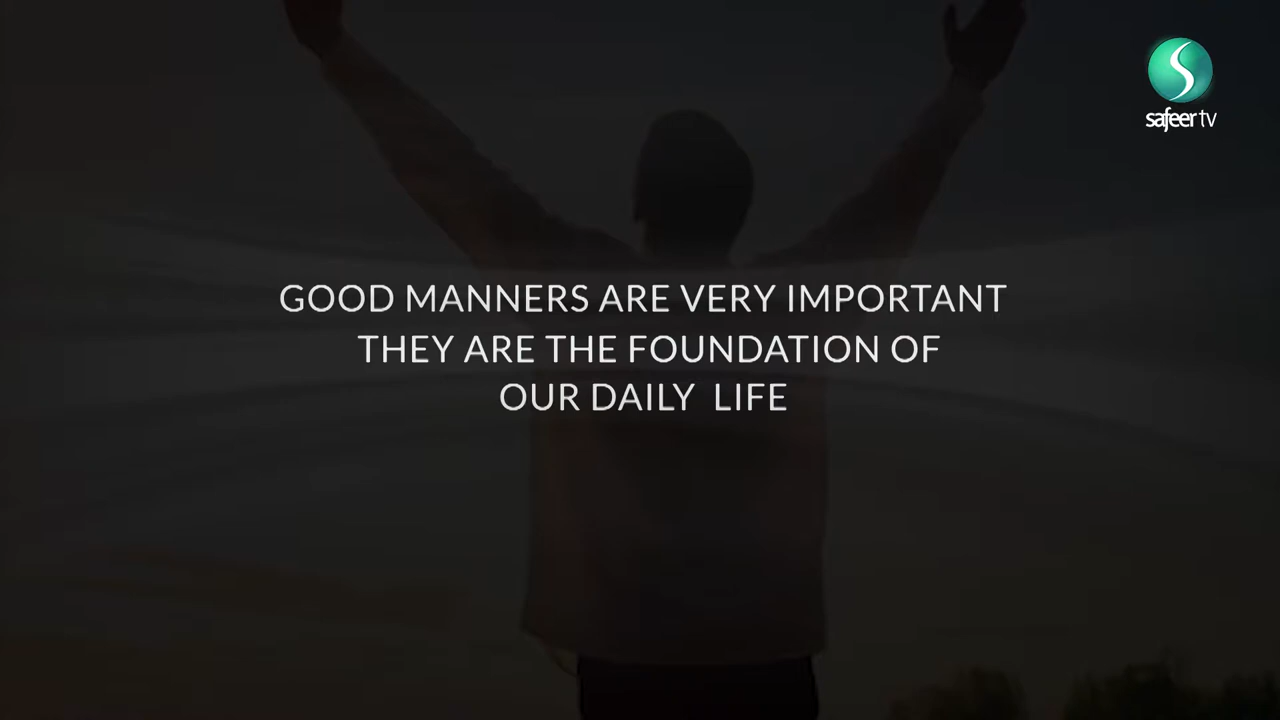 safeer tv
GOOD MANNERS ARE VERY IMPORTANT
THEY ARE THE FOUNDATION OF
OUR DAILY LIFE